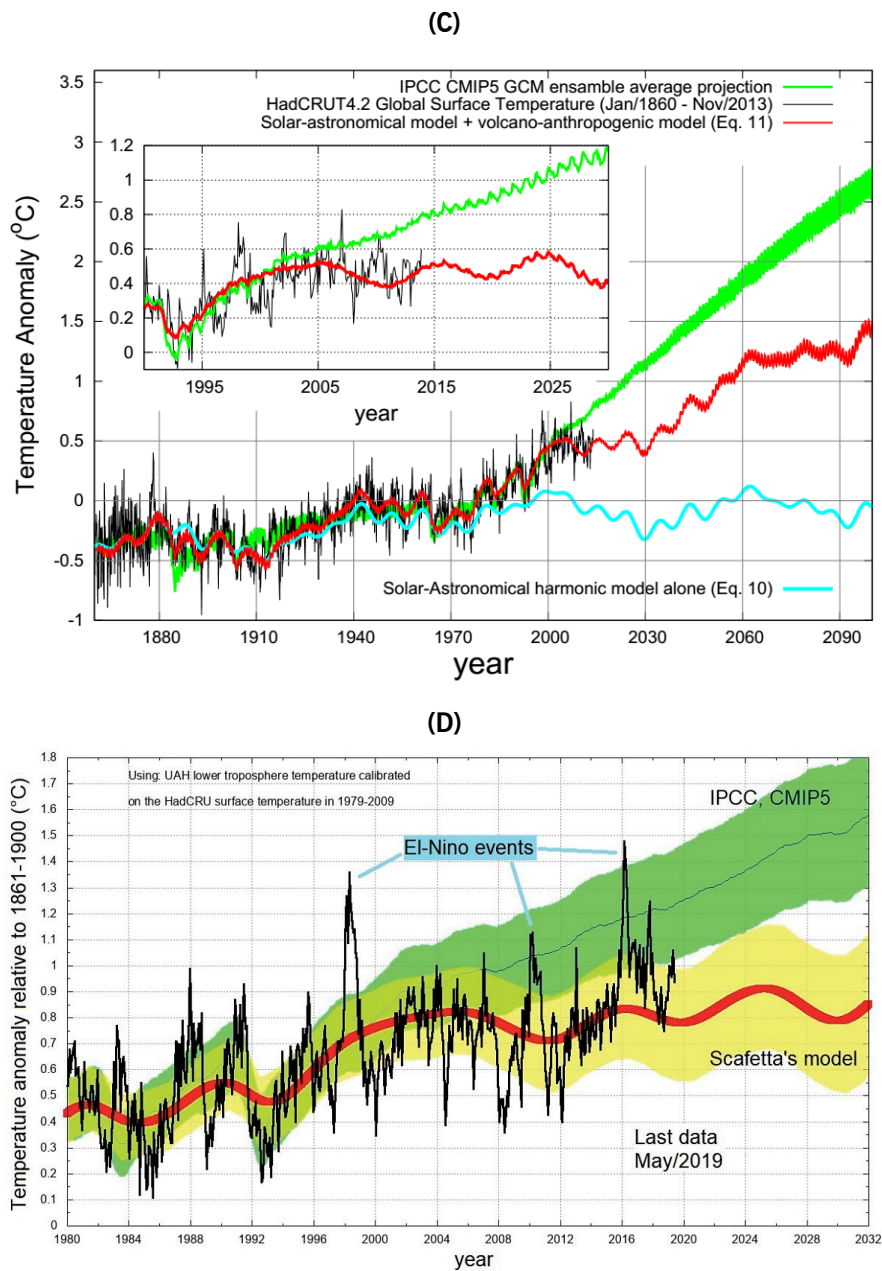 (C)
IPCC CMIP5 GCM ensamble average projection
HadCRUT4.2 Global Surface Temperature (Jan/1860 - Nov/2013)
Solar-astronomical model + volcano-anthropogenic model (Eq. 11)
3.5
3
2.5
2
1.5
1
0.5
0
-0.5
-1
Temperature Anomaly (°C)
1.2
1
0.8
0.6
0.4
0.2
0
1995 2005 2015 2025
year
Solar-Astronomical harmonic model alone (Eq. 10)
1880 1910 1940 1970 2000 2030 2060 2090
year
(D)
1.8
1.7
1.6
1.5
1.4
1.3
1.2
1.1
1
0.9
0.8
0.7
0.6
0.5
0.4
0.3
0.2
0.1
0
Temperature anomaly relative to 1861-1900 (°C)
Using: UAH lower troposphere temperature calibrated
on the HadCRU surface temperature in 1979-2009
IPCC, CMIP5
El-Nino events
Scafetta's model
Last data
May/2019
1980 1984 1988 1992 1996 2000 2004 2008 2012 2016 2020 2024 2028 2032
year